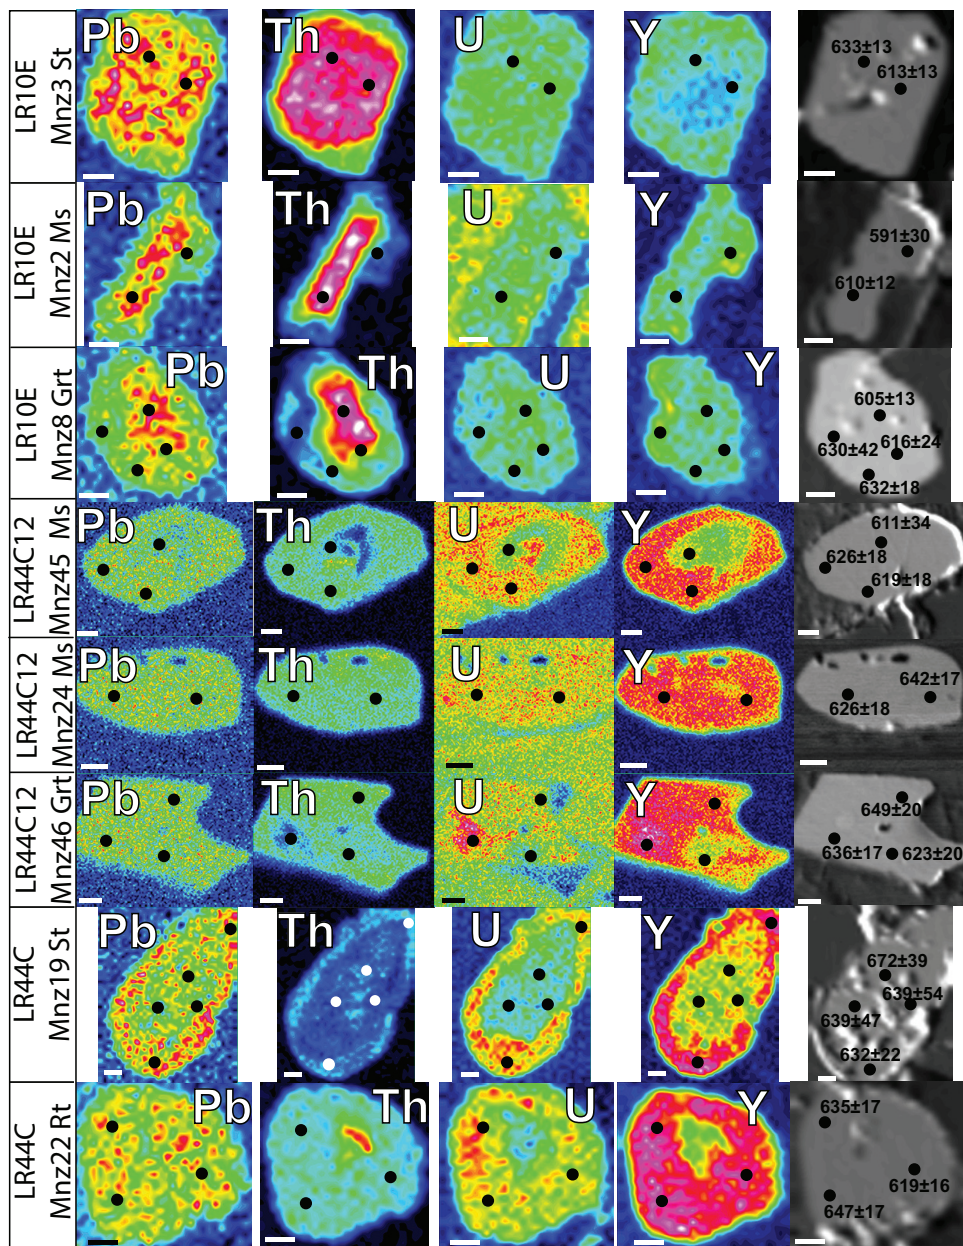 LR10E
Mnz3 St
Pb
Th
U
Y
633±13
613±13
LR10E
Mnz2 Ms
Pb
Th
U
Y
591±30
610±12
LR10E
Mnz8 Grt
Pb
Th
U
Y
605±13
630±42
616±24
632±18
LR44C12
Mnz45 Ms
Pb
Th
U
Y
611±34
626±18
619±18
LR44C12
Mnz24 Ms
Pb
Th
U
Y
642±17
626±18
LR44C12
Mnz46 Grt
Pb
Th
U
Y
649±20
636±17
623±20
LR44C
Mnz19 St
Pb
Th
U
Y
672±39
639±54
639±47
632±22
LR44C
Mnz22 Rt
Pb
Th
U
Y
635±17
619±16
647±17